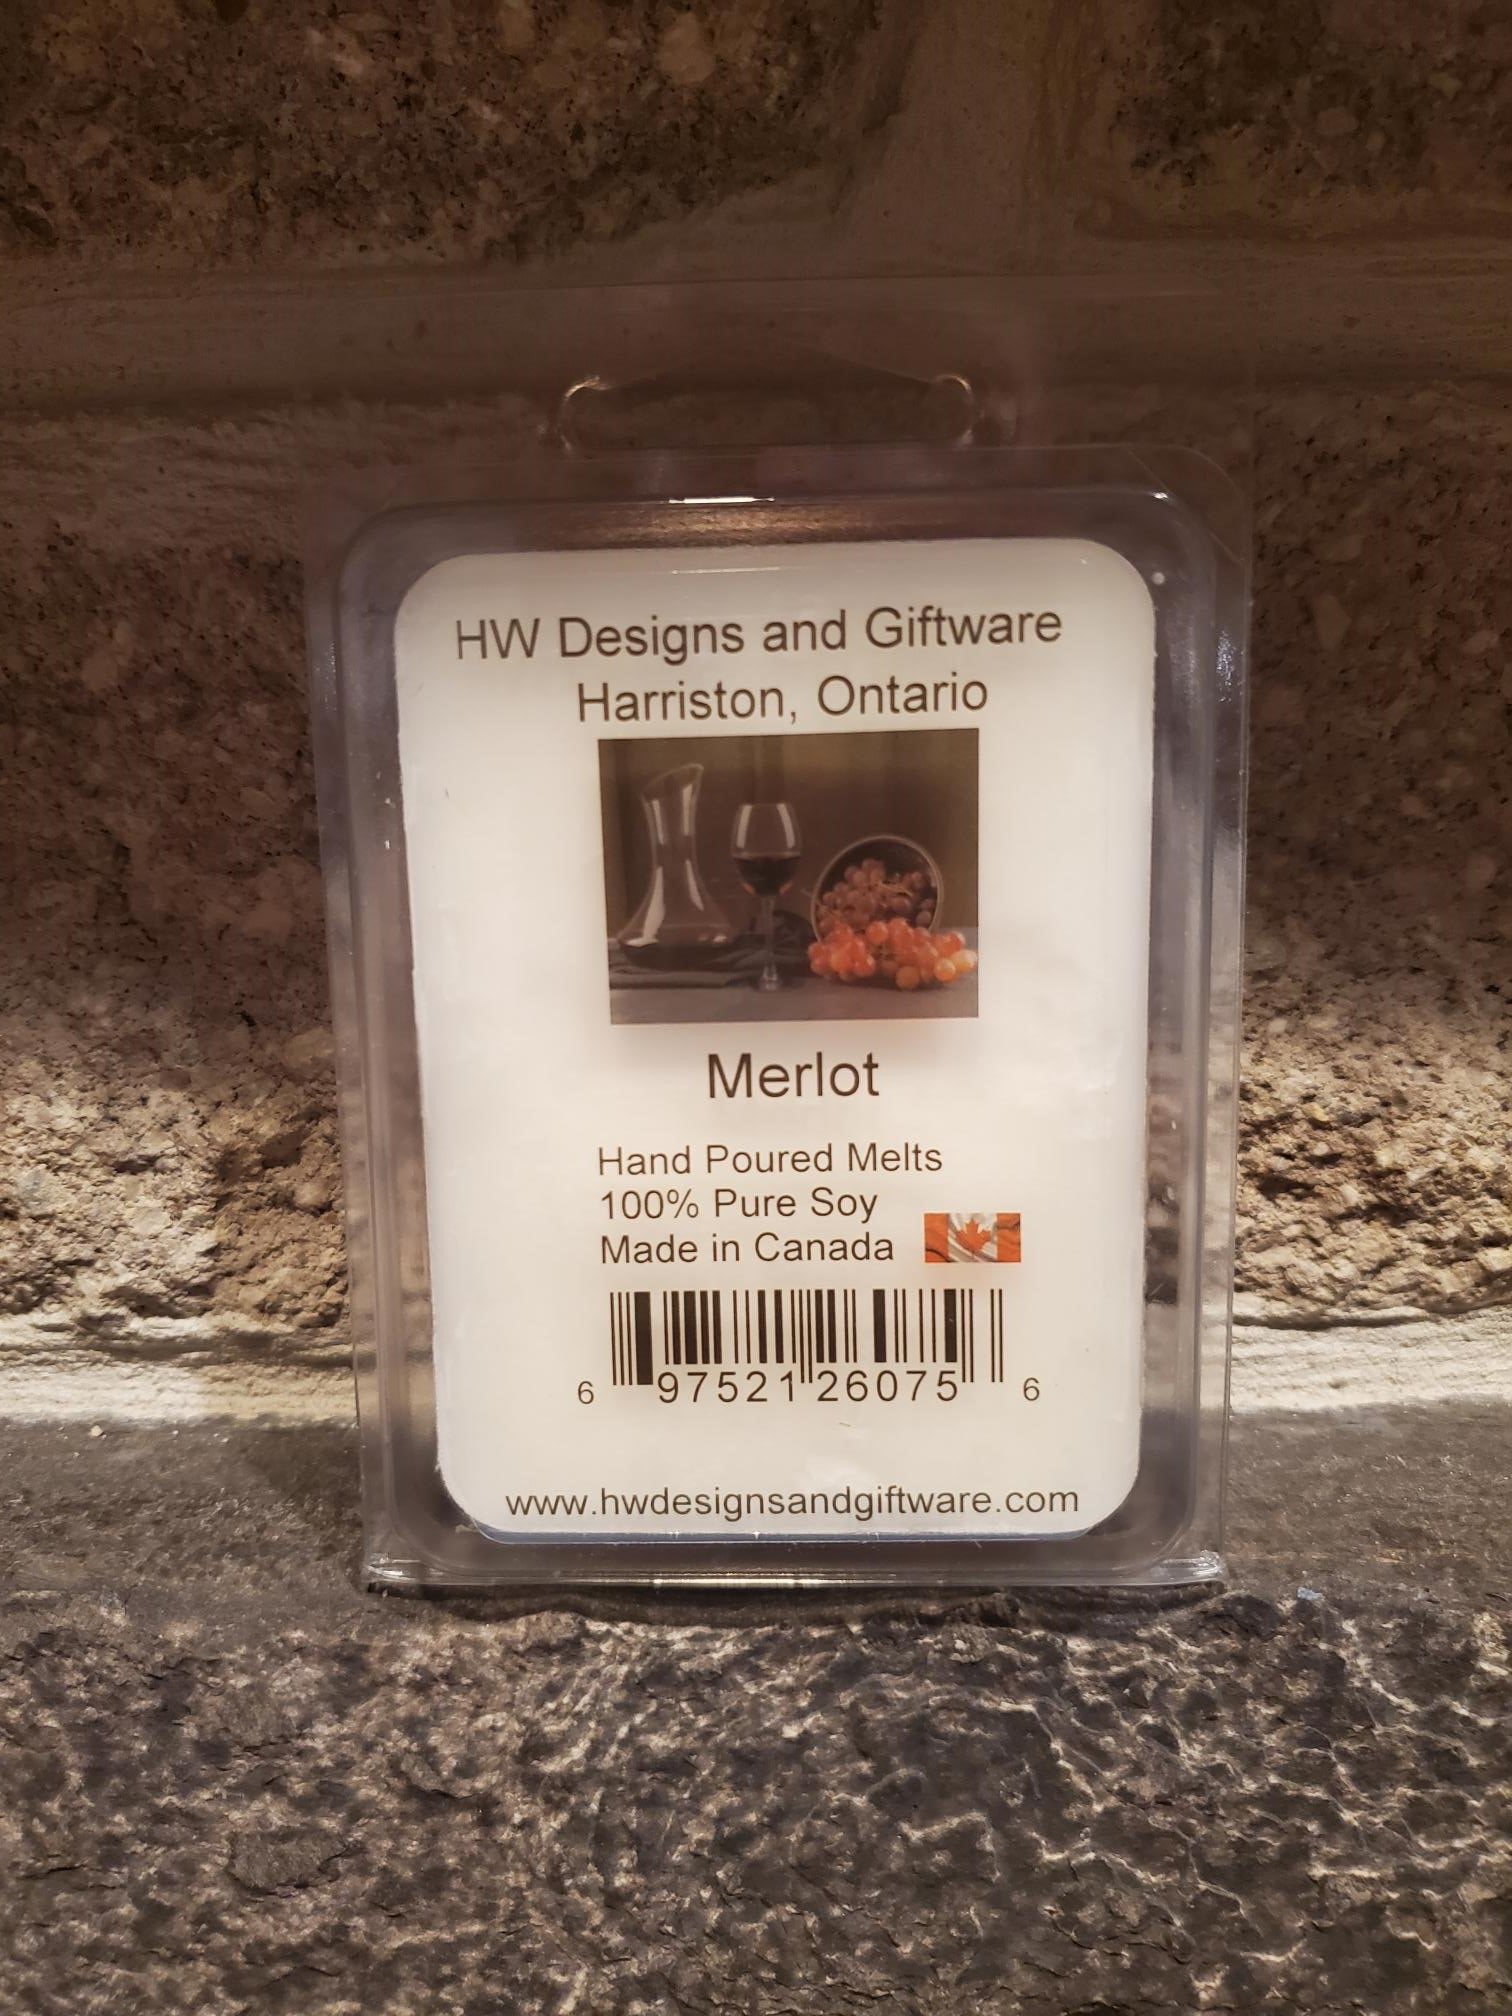 HW Designs and Giftware
Harriston, Ontario
Merlot
Hand Poured Melts
100% Pure Soy
Made in Canada
6 97521 26075 6
www.hwdesignsandgiftware.com